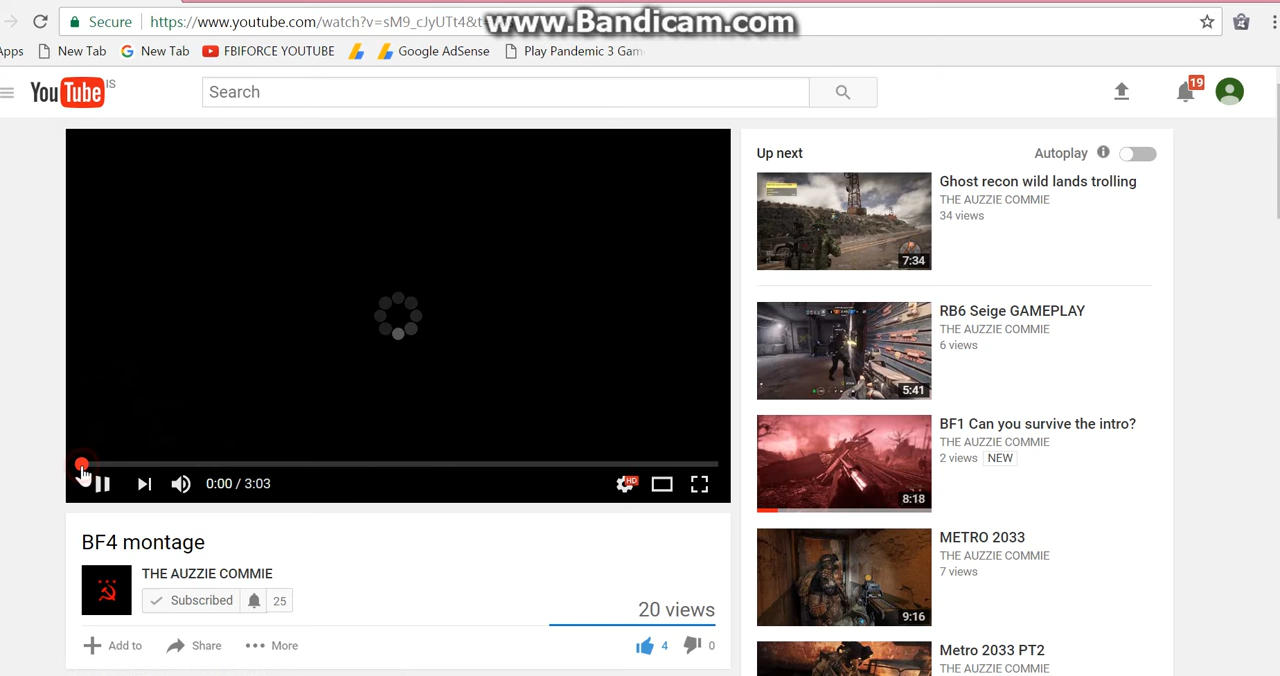 Secure https://www.youtube.com/watch?v=sM9_cJyUTt4&t=
www.Bandicam.com
Apps New Tab New Tab FBIFORCE YOUTUBE Google AdSense Play Pandemic 3 Gam
YouTube IS
Search
19
Up next
Autoplay
Ghost recon wild lands trolling
THE AUZZIE COMMIE
34 views
7:34
RB6 Seige GAMEPLAY
THE AUZZIE COMMIE
6 views
5:41
BF1 Can you survive the intro?
THE AUZZIE COMMIE
2 views NEW
8:18
METRO 2033
THE AUZZIE COMMIE
7 views
9:16
Metro 2033 PT2
THE AUZZIE COMMIE
0:00 / 3:03
HD
BF4 montage
THE AUZZIE COMMIE
Subscribed 25
20 views
Add to Share More
4 0